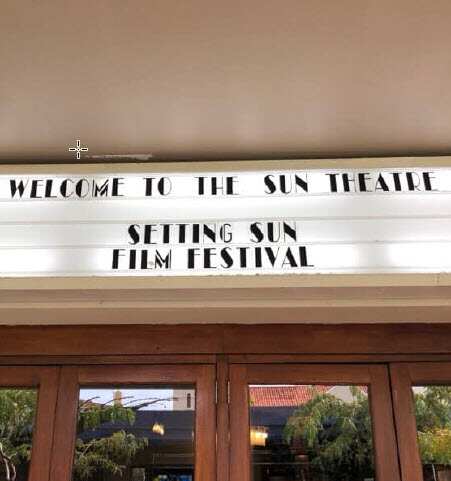 WELCOME TO THE SUN THEATRE
SETTING SUN
FILM FESTIVAL